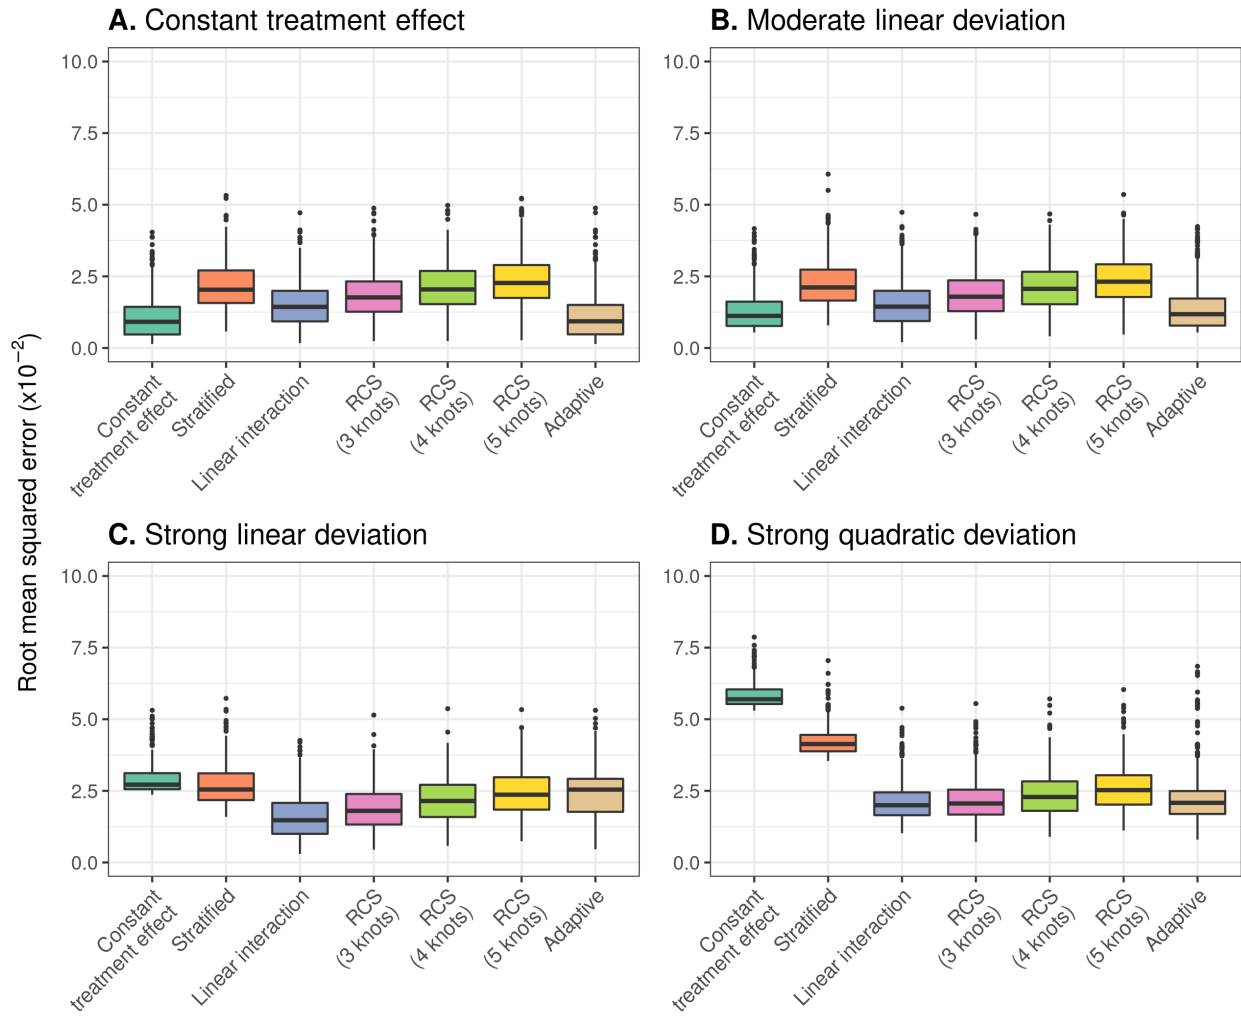 A. Constant treatment effect
10.0
7.5
5.0
2.5
0.0
Constant
treatment effect
Stratified
Linear interaction
RCS
(3 knots)
RCS
(4 knots)
RCS
(5 knots)
Adaptive
B. Moderate linear deviation
10.0
7.5
5.0
2.5
0.0
Constant
treatment effect
Stratified
Linear interaction
RCS
(3 knots)
RCS
(4 knots)
RCS
(5 knots)
Adaptive
Root mean squared error (x10⁻²)
C. Strong linear deviation
10.0
7.5
5.0
2.5
0.0
Constant
treatment effect
Stratified
Linear interaction
RCS
(3 knots)
RCS
(4 knots)
RCS
(5 knots)
Adaptive
D. Strong quadratic deviation
10.0
7.5
5.0
2.5
0.0
Constant
treatment effect
Stratified
Linear interaction
RCS
(3 knots)
RCS
(4 knots)
RCS
(5 knots)
Adaptive